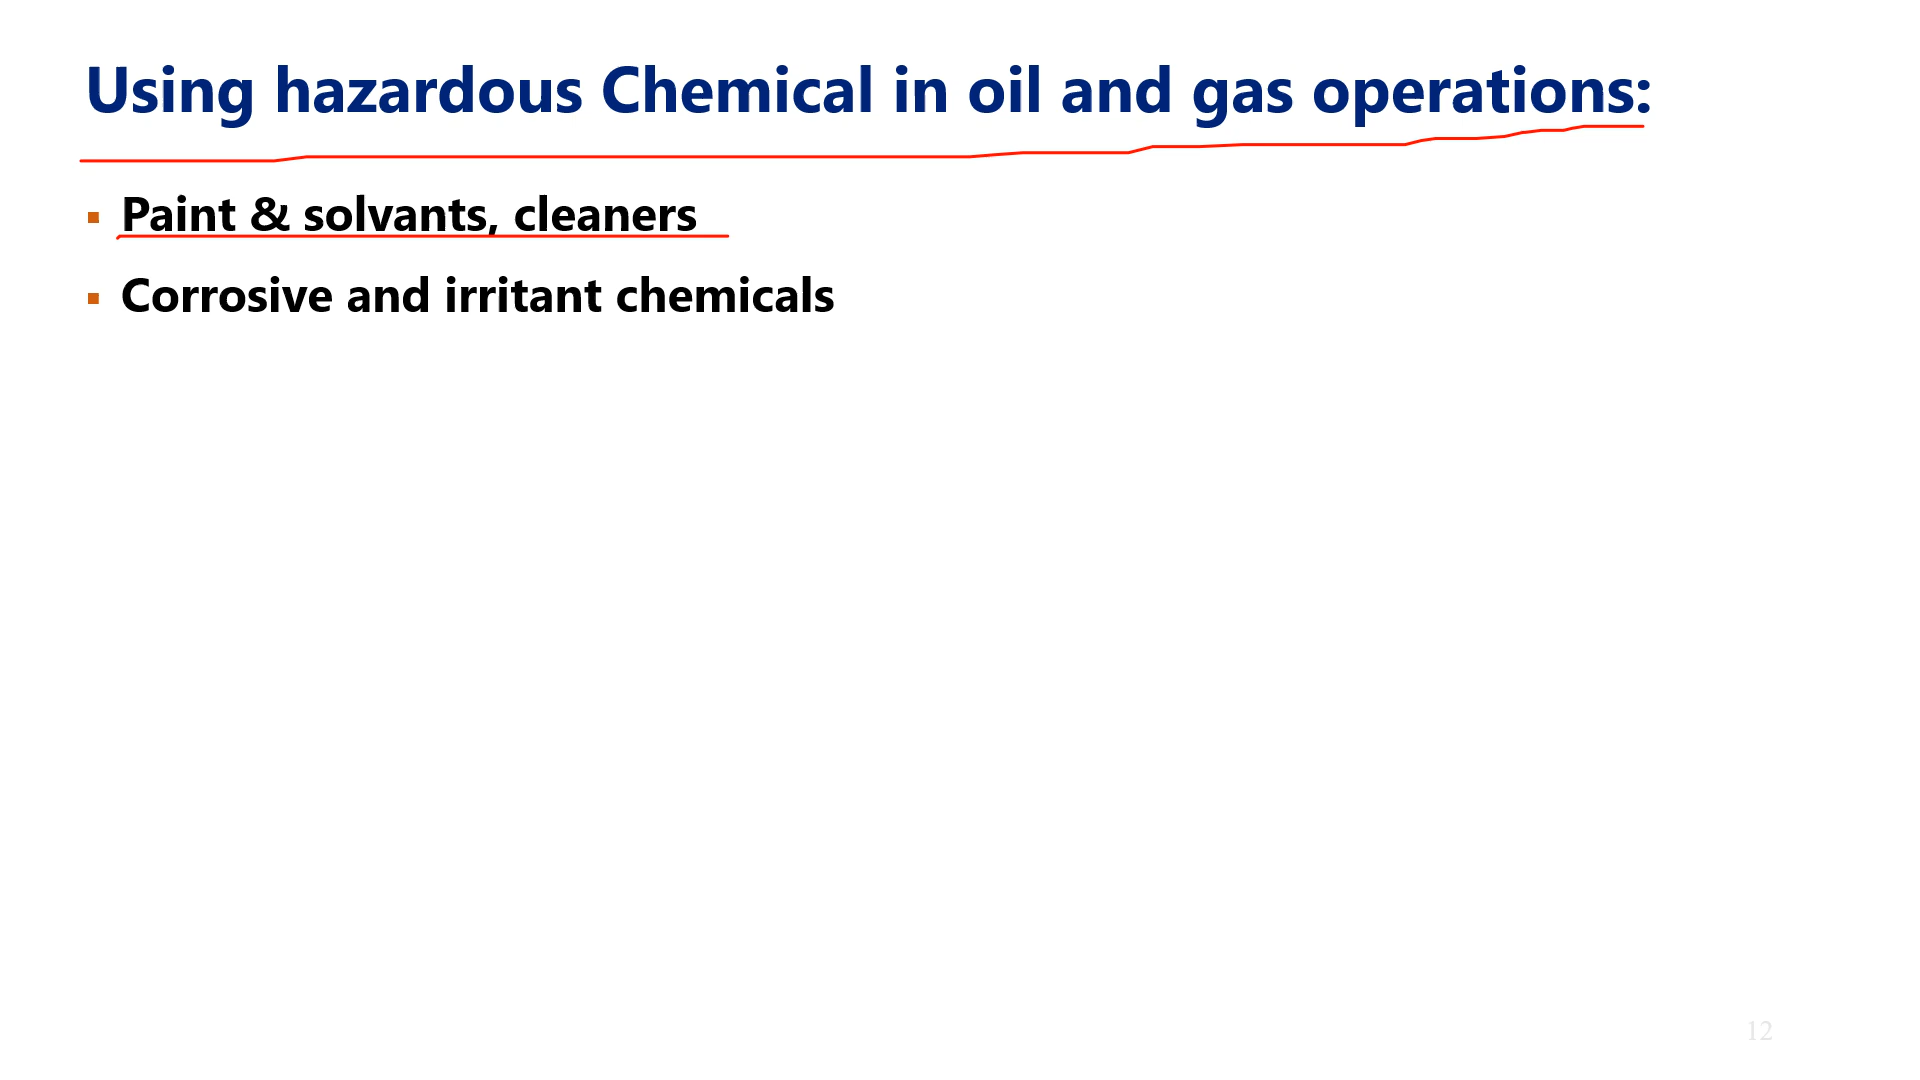 Using hazardous Chemical in oil and gas operations:
▪ Paint & solvants, cleaners
▪ Corrosive and irritant chemicals
12